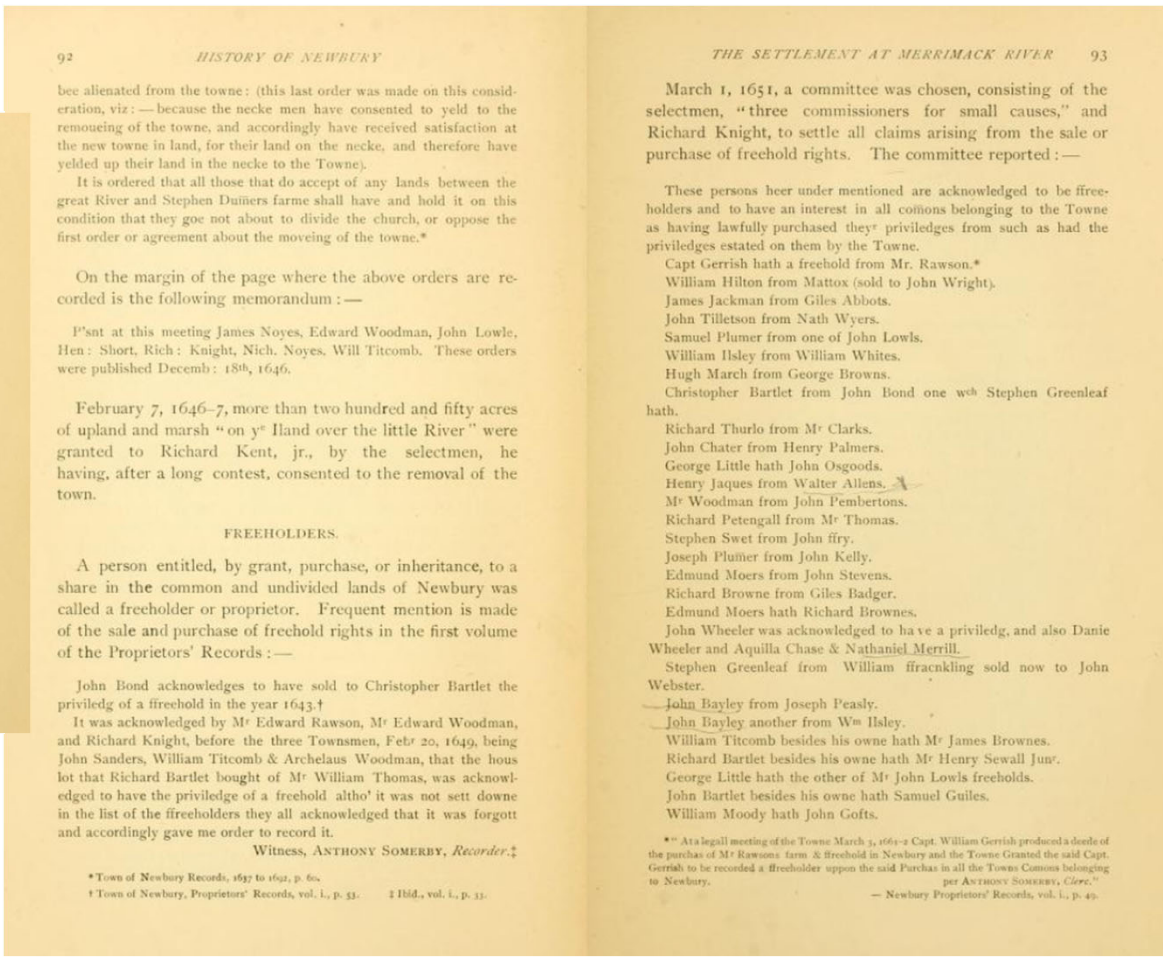 92 HISTORY OF NEWBURY
bee alienated from the towne: (this last order was made on this consid-
eration, viz: — because the necke men have consented to yeld to the
remoueing of the towne, and accordingly have received satisfaction at
the new towne in land, for their land on the necke, and therefore have
yelded up their land in the necke to the Towne).
It is ordered that all those that do accept of any lands between the
great River and Stephen Dum̄ers farme shall have and hold it on this
condition that they goe not about to divide the church, or oppose the
first order or agreement about the moveing of the towne.*
On the margin of the page where the above orders are re-
corded is the following memorandum: —
P'snt at this meeting James Noyes, Edward Woodman, John Lowle,
Hen: Short, Rich: Knight, Nich. Noyes, Will Titcomb. These orders
were published Decemb: 18th, 1646.
February 7, 1646-7, more than two hundred and fifty acres
of upland and marsh "on ye Iland over the little River" were
granted to Richard Kent, jr., by the selectmen, he
having, after a long contest, consented to the removal of the
town.
FREEHOLDERS.
A person entitled, by grant, purchase, or inheritance, to a
share in the common and undivided lands of Newbury was
called a freeholder or proprietor. Frequent mention is made
of the sale and purchase of freehold rights in the first volume
of the Proprietors' Records: —
John Bond acknowledges to have sold to Christopher Bartlet the
priviledg of a ffreehold in the year 1643.†
It was acknowledged by Mr Edward Rawson, Mr Edward Woodman,
and Richard Knight, before the three Townsmen, Febr 20, 1649, being
John Sanders, William Titcomb & Archelaus Woodman, that the hous
lot that Richard Bartlet bought of Mr William Thomas, was acknowl-
edged to have the priviledge of a freehold altho' it was not sett downe
in the list of the ffreeholders they all acknowledged that it was forgott
and accordingly gave me order to record it.
Witness, ANTHONY SOMERBY, Recorder.‡
* Town of Newbury Records, 1637 to 1692, p. 60.
† Town of Newbury, Proprietors' Records, vol. i., p. 53. ‡ Ibid., vol. i., p. 33.
THE SETTLEMENT AT MERRIMACK RIVER 93
March 1, 1651, a committee was chosen, consisting of the
selectmen, "three commissioners for small causes," and
Richard Knight, to settle all claims arising from the sale or
purchase of freehold rights. The committee reported: —
These persons heer under mentioned are acknowledged to be ffree-
holders and to have an interest in all com̄ons belonging to the Towne
as having lawfully purchased theyr priviledges from such as had the
priviledges estated on them by the Towne.
Capt Gerrish hath a freehold from Mr. Rawson.*
William Hilton from Mattox (sold to John Wright).
James Jackman from Giles Abbots.
John Tilletson from Nath Wyers.
Samuel Plumer from one of John Lowls.
William Ilsley from William Whites.
Hugh March from George Browns.
Christopher Bartlet from John Bond one wch Stephen Greenleaf
hath.
Richard Thurlo from Mr Clarks.
John Chater from Henry Palmers.
George Little hath John Osgoods.
Henry Jaques from Walter Allens.
Mr Woodman from John Pembertons.
Richard Petengall from Mr Thomas.
Stephen Swet from John ffry.
Joseph Plum̄er from John Kelly.
Edmund Moers from John Stevens.
Richard Browne from Giles Badger.
Edmund Moers hath Richard Brownes.
John Wheeler was acknowledged to have a priviledg, and also Danie
Wheeler and Aquilla Chase & Nathaniel Merrill.
Stephen Greenleaf from William ffracnkling sold now to John
Webster.
John Bayley from Joseph Peasly.
John Bayley another from Wm Ilsley.
William Titcomb besides his owne hath Mr James Brownes.
Richard Bartlet besides his owne hath Mr Henry Sewall Junr.
George Little hath the other of Mr John Lowls freeholds.
John Bartlet besides his owne hath Samuel Guiles.
William Moody hath John Gofts.
*" At a legall meeting of the Towne March 3, 1661-2 Capt. William Gerrish produced a deede of
the purchas of Mr Rawsons farm & ffreehold in Newbury and the Towne Granted the said Capt.
Gerrish to be recorded a ffreeholder uppon the said Purchas in all the Towns Comons belonging
to Newbury. per ANTHONY SOMERBY, Clerc."
— Newbury Proprietors' Records, vol. i., p. 49.